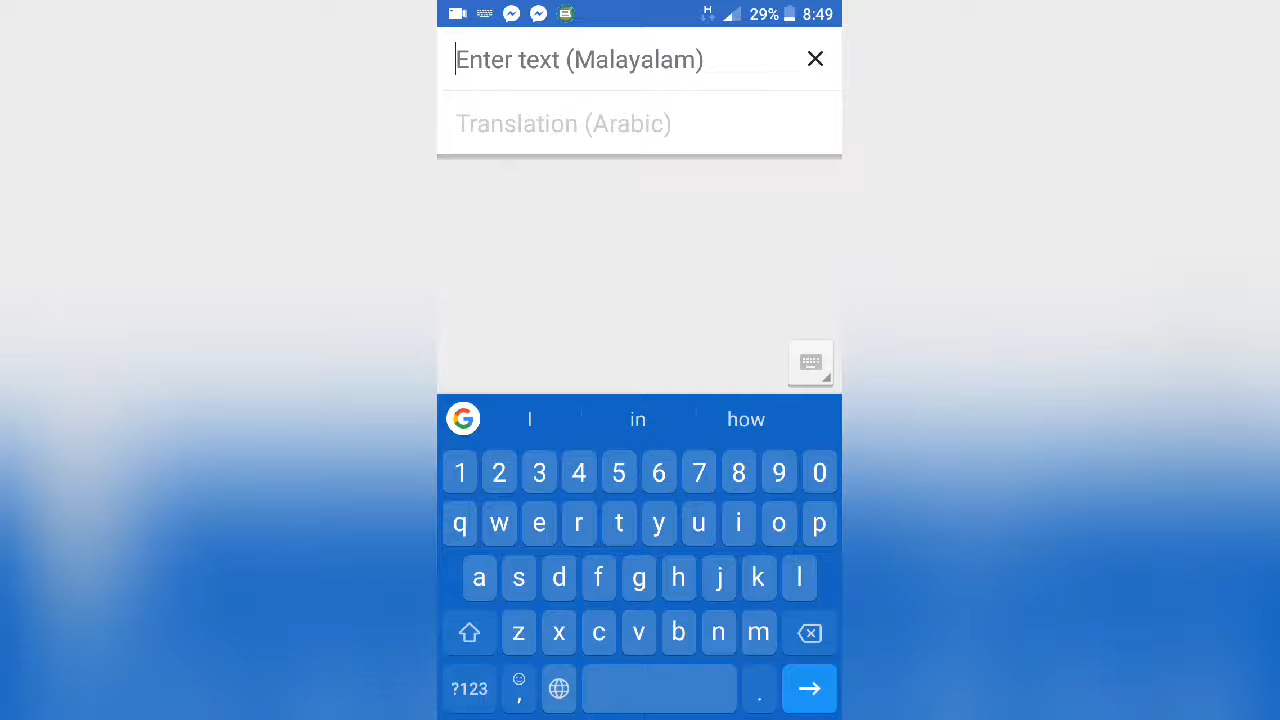 H 29% 8:49
Enter text (Malayalam)
Translation (Arabic)
G I in how
1 2 3 4 5 6 7 8 9 0
q w e r t y u i o p
a s d f g h j k l
z x c v b n m
?123 , .